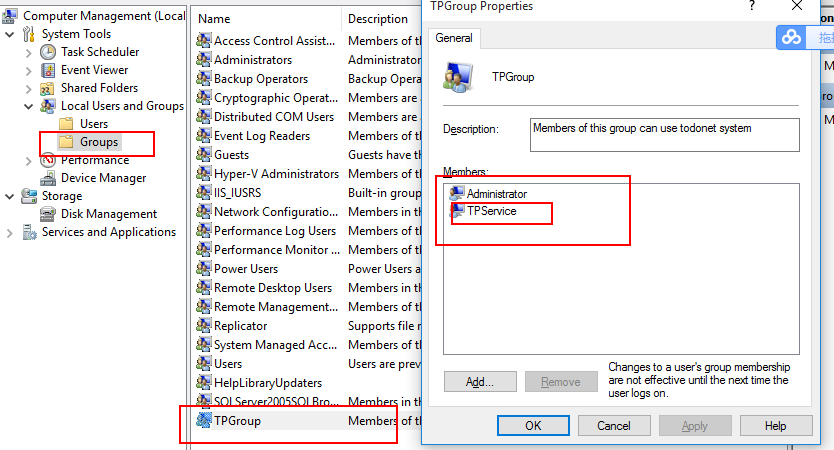 Computer Management (Local
System Tools
Task Scheduler
Event Viewer
Shared Folders
Local Users and Groups
Users
Groups
Performance
Device Manager
Storage
Disk Management
Services and Applications
Name Description
Access Control Assist... Members of th
Administrators Administrator
Backup Operators Backup Opera
Cryptographic Operat... Members are
Distributed COM Users Members are
Event Log Readers Members of th
Guests Guests have th
Hyper-V Administrators Members of th
IIS_IUSRS Built-in group
Network Configuratio... Members in th
Performance Log Users Members of th
Performance Monitor ... Members of th
Power Users Power Users a
Remote Desktop Users Members in th
Remote Management... Members of th
Replicator Supports file r
System Managed Acc... Members of th
Users Users are prev
HelpLibraryUpdaters
SQLServer2005SQLBro... Members in the
TPGroup Members of the
TPGroup Properties
?
General
TPGroup
Description:
Members of this group can use todonet system
Members:
Administrator
TPService
Add...
Remove
Changes to a user's group membership
are not effective until the next time the
user logs on.
OK
Cancel
Apply
Help